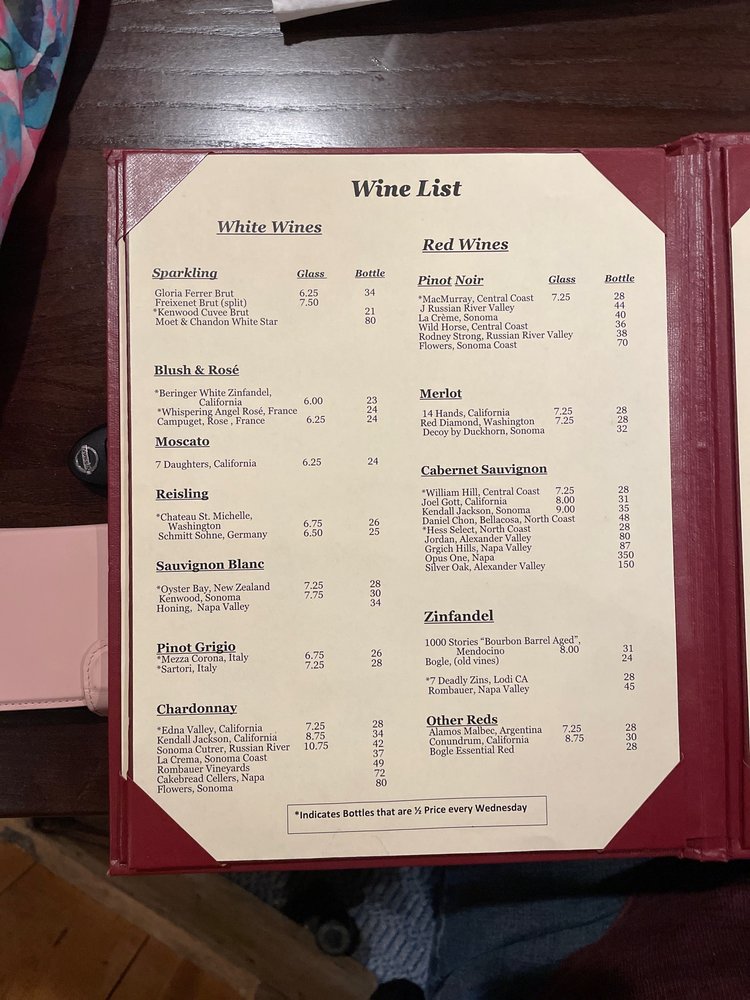 Wine List
White Wines
Sparkling Glass Bottle
Gloria Ferrer Brut 6.25 34
Freixenet Brut (split) 7.50
*Kenwood Cuvee Brut 21
Moet & Chandon White Star 80
Blush & Rosé
*Beringer White Zinfandel,
California 6.00 23
*Whispering Angel Rosé, France 24
Campuget, Rose , France 6.25 24
Moscato
7 Daughters, California 6.25 24
Reisling
*Chateau St. Michelle,
Washington 6.75 26
Schmitt Sohne, Germany 6.50 25
Sauvignon Blanc
*Oyster Bay, New Zealand 7.25 28
Kenwood, Sonoma 7.75 30
Honing, Napa Valley 34
Pinot Grigio
*Mezza Corona, Italy 6.75 26
*Sartori, Italy 7.25 28
Chardonnay
*Edna Valley, California 7.25 28
Kendall Jackson, California 8.75 34
Sonoma Cutrer, Russian River 10.75 42
La Crema, Sonoma Coast 37
Rombauer Vineyards 49
Cakebread Cellers, Napa 72
Flowers, Sonoma 80
Red Wines
Pinot Noir Glass Bottle
*MacMurray, Central Coast 7.25 28
J Russian River Valley 44
La Crème, Sonoma 40
Wild Horse, Central Coast 36
Rodney Strong, Russian River Valley 38
Flowers, Sonoma Coast 70
Merlot
14 Hands, California 7.25 28
Red Diamond, Washington 7.25 28
Decoy by Duckhorn, Sonoma 32
Cabernet Sauvignon
*William Hill, Central Coast 7.25 28
Joel Gott, California 8.00 31
Kendall Jackson, Sonoma 9.00 35
Daniel Chon, Bellacosa, North Coast 48
*Hess Select, North Coast 28
Jordan, Alexander Valley 80
Grgich Hills, Napa Valley 87
Opus One, Napa 350
Silver Oak, Alexander Valley 150
Zinfandel
1000 Stories “Bourbon Barrel Aged”,
Mendocino 8.00 31
Bogle, (old vines) 24
*7 Deadly Zins, Lodi CA 28
Rombauer, Napa Valley 45
Other Reds
Alamos Malbec, Argentina 7.25 28
Conundrum, California 8.75 30
Bogle Essential Red 28
*Indicates Bottles that are ½ Price every Wednesday